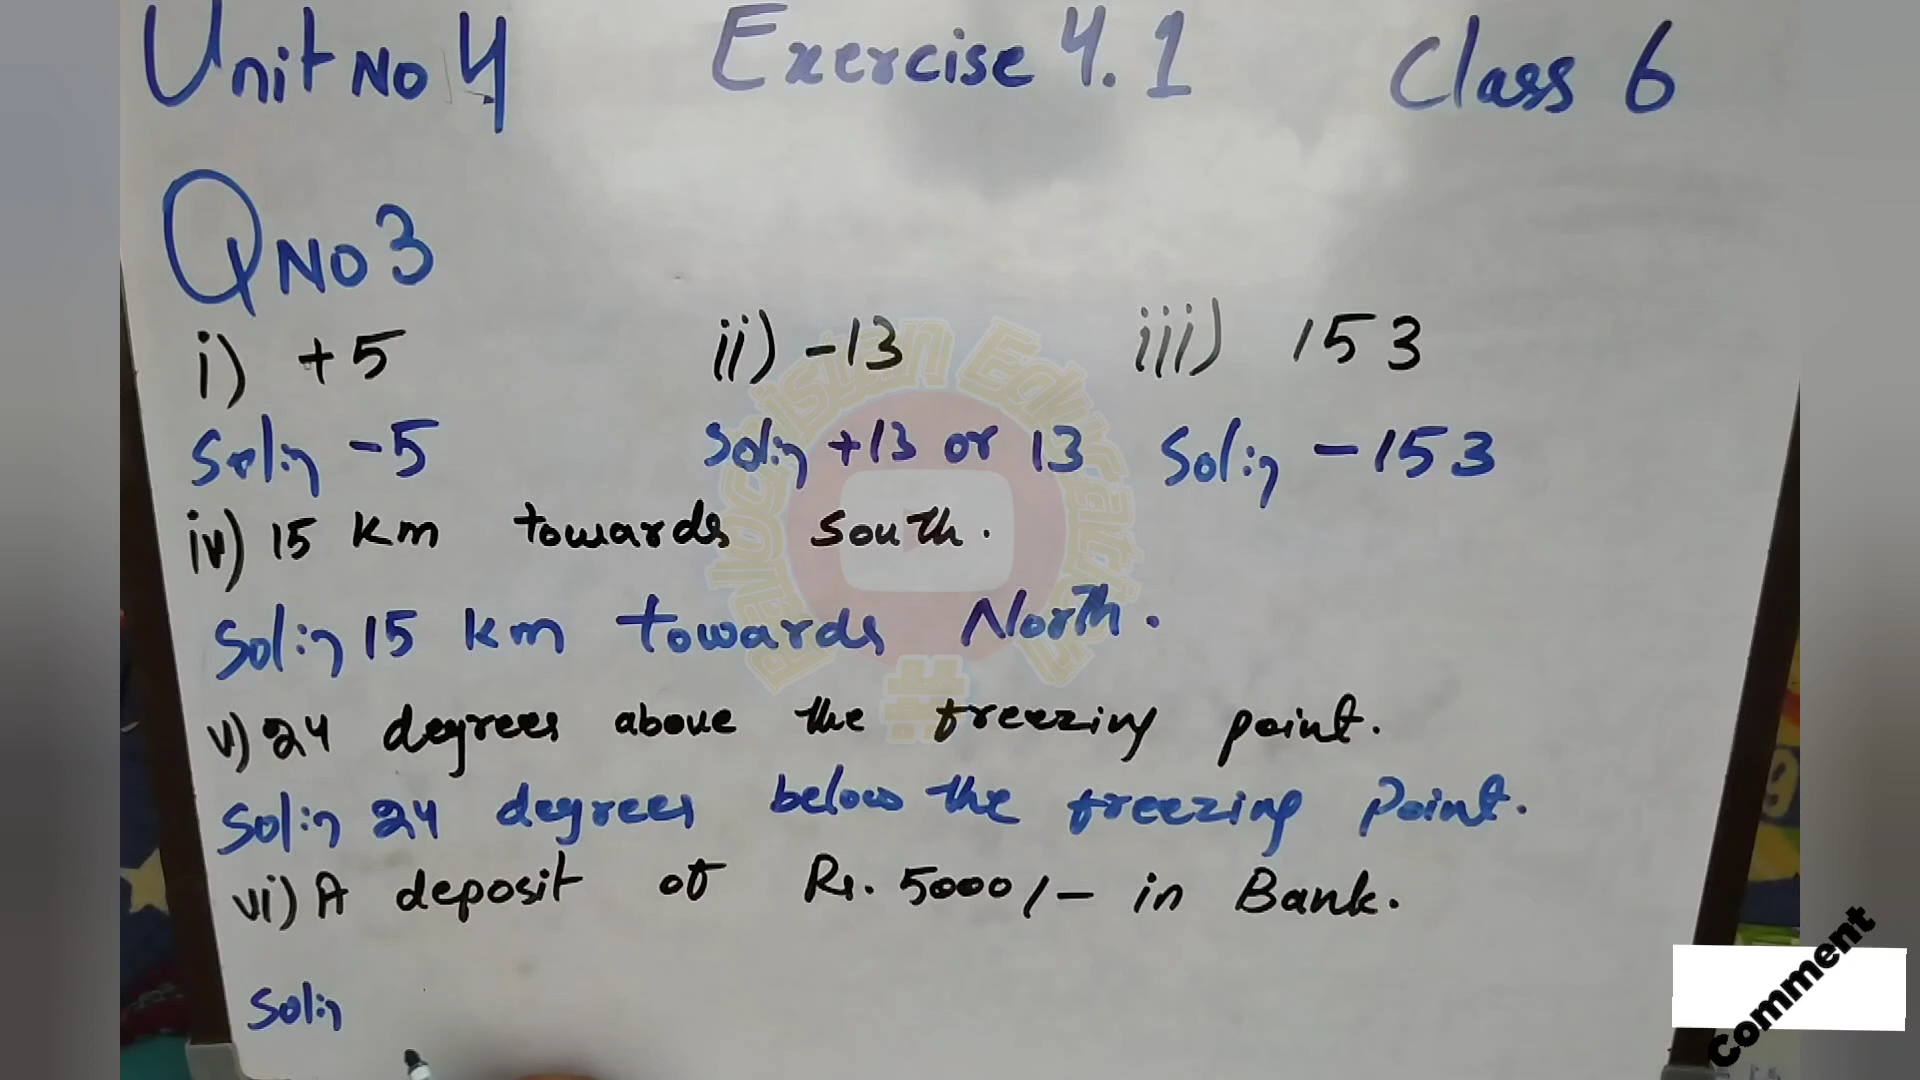 Unit No 4 Exercise 4.1 Class 6
Q No 3
i) +5 ii) -13 iii) 153
Sol:- -5 Sol:- +13 or 13 Sol:- -153
iv) 15 km towards south.
Sol:- 15 km towards North.
v) 24 degrees above the freezing point.
Sol:- 24 degrees below the freezing Point.
vi) A deposit of Rs. 5000/- in Bank.
Sol:-
Comment